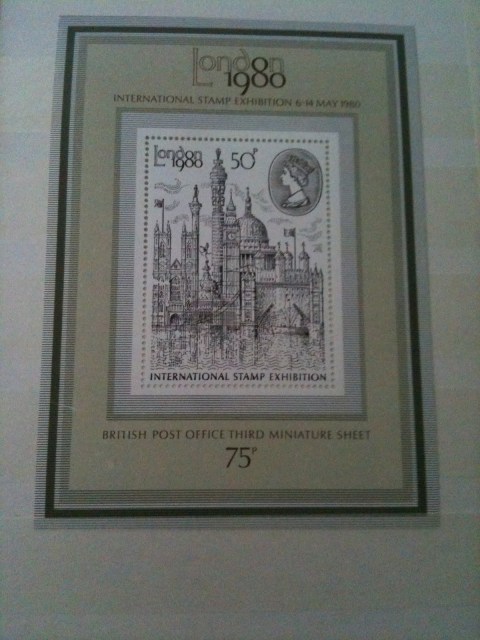 London
1980
INTERNATIONAL STAMP EXHIBITION 6-14 MAY 1980
London
1980
50P
INTERNATIONAL STAMP EXHIBITION
BRITISH POST OFFICE THIRD MINIATURE SHEET
75P